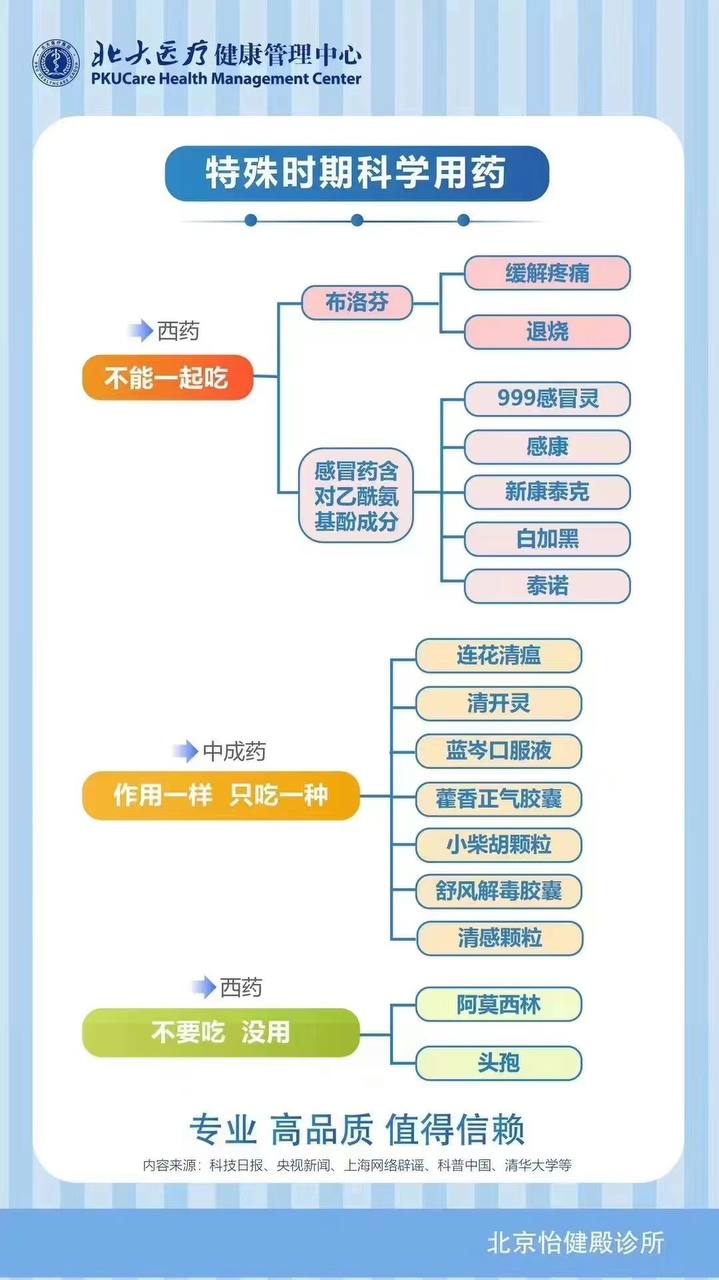 北大医疗健康管理中心
PKUCare Health Management Center
特殊时期科学用药
西药
不能一起吃
布洛芬
缓解疼痛
退烧
感冒药含
对乙酰氨
基酚成分
999感冒灵
感康
新康泰克
白加黑
泰诺
中成药
作用一样 只吃一种
连花清瘟
清开灵
蓝岑口服液
藿香正气胶囊
小柴胡颗粒
舒风解毒胶囊
清感颗粒
西药
不要吃 没用
阿莫西林
头孢
专业 高品质 值得信赖
内容来源：科技日报、央视新闻、上海网络辟谣、科普中国、清华大学等
北京怡健殿诊所